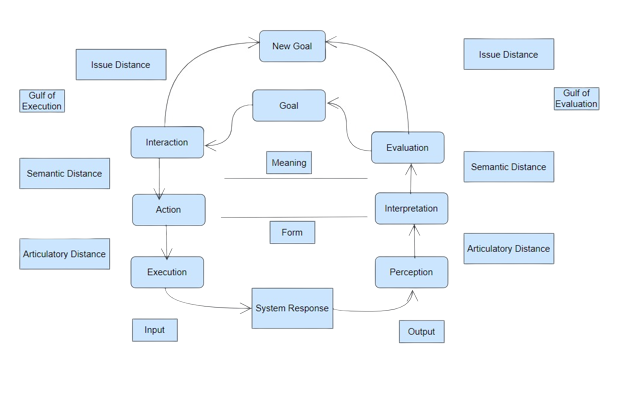 New Goal
Issue Distance
Issue Distance
Gulf of
Execution
Gulf of
Evaluation
Goal
Interaction
Evaluation
Meaning
Semantic Distance
Semantic Distance
Action
Interpretation
Form
Articulatory Distance
Articulatory Distance
Execution
Perception
System Response
Input
Output